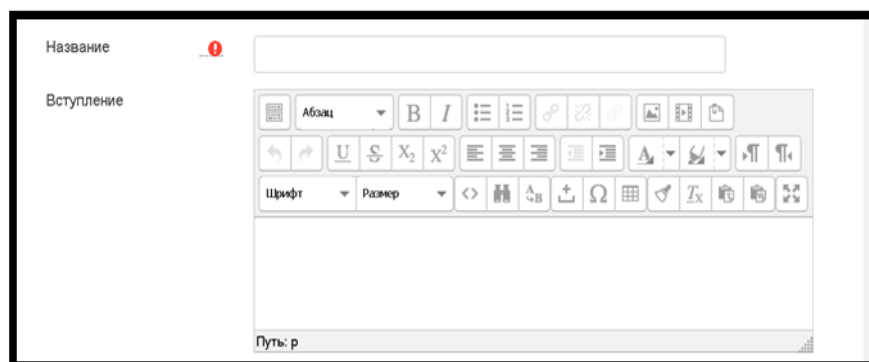 Название
Вступление
Абзац
Шрифт Размер
Путь: p